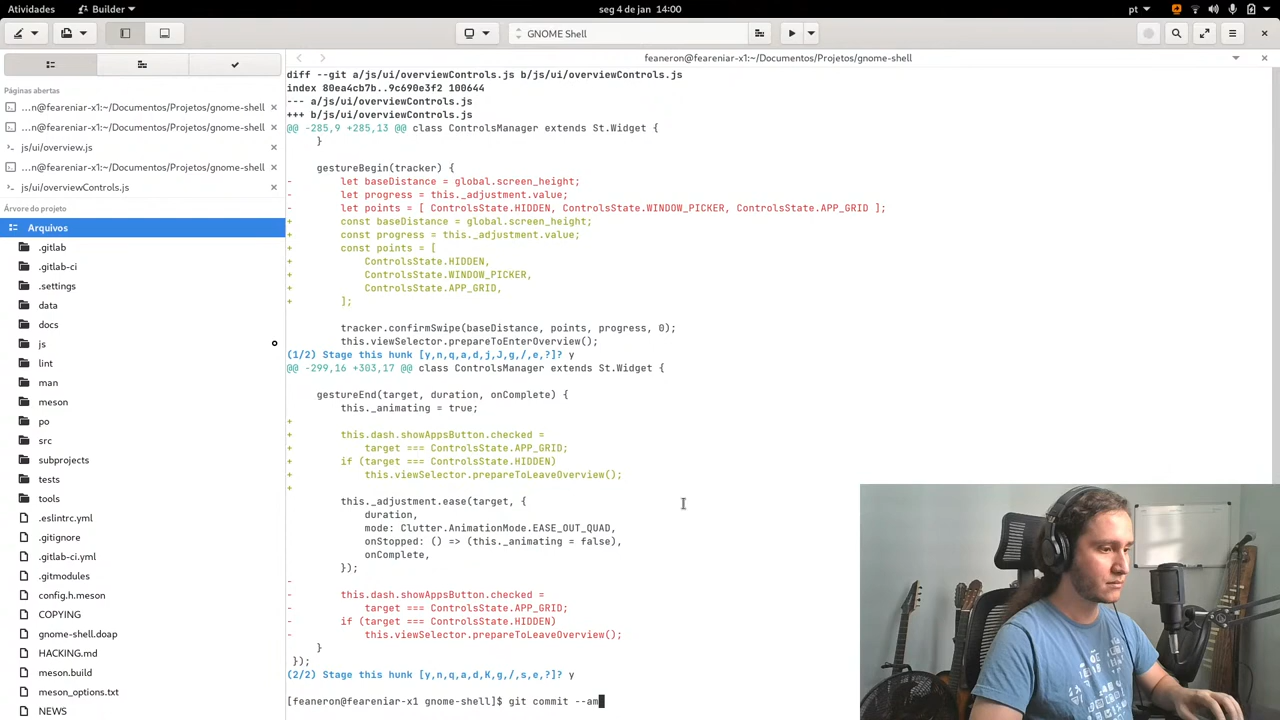 Atividades
Builder
seg 4 de jan  14:00
pt
GNOME Shell
feaneron@feareniar-x1:~/Documentos/Projetos/gnome-shell
Páginas abertas
…n@feareniar-x1:~/Documentos/Projetos/gnome-shell
…n@feareniar-x1:~/Documentos/Projetos/gnome-shell
js/ui/overview.js
…n@feareniar-x1:~/Documentos/Projetos/gnome-shell
js/ui/overviewControls.js
Árvore do projeto
Arquivos
.gitlab
.gitlab-ci
.settings
data
docs
js
lint
man
meson
po
src
subprojects
tests
tools
.eslintrc.yml
.gitignore
.gitlab-ci.yml
.gitmodules
config.h.meson
COPYING
gnome-shell.doap
HACKING.md
meson.build
meson_options.txt
NEWS
diff --git a/js/ui/overviewControls.js b/js/ui/overviewControls.js
index 80ea4cb7b..9c690e3f2 100644
--- a/js/ui/overviewControls.js
+++ b/js/ui/overviewControls.js
@@ -285,9 +285,13 @@ class ControlsManager extends St.Widget {
     }
     gestureBegin(tracker) {
-        let baseDistance = global.screen_height;
-        let progress = this._adjustment.value;
-        let points = [ ControlsState.HIDDEN, ControlsState.WINDOW_PICKER, ControlsState.APP_GRID ];
+        const baseDistance = global.screen_height;
+        const progress = this._adjustment.value;
+        const points = [
+            ControlsState.HIDDEN,
+            ControlsState.WINDOW_PICKER,
+            ControlsState.APP_GRID,
+        ];
         tracker.confirmSwipe(baseDistance, points, progress, 0);
         this.viewSelector.prepareToEnterOverview();
(1/2) Stage this hunk [y,n,q,a,d,j,J,g,/,e,?]? y
@@ -299,16 +303,17 @@ class ControlsManager extends St.Widget {
     gestureEnd(target, duration, onComplete) {
         this._animating = true;
+
+        this.dash.showAppsButton.checked =
+            target === ControlsState.APP_GRID;
+        if (target === ControlsState.HIDDEN)
+            this.viewSelector.prepareToLeaveOverview();
+
         this._adjustment.ease(target, {
             duration,
             mode: Clutter.AnimationMode.EASE_OUT_QUAD,
             onStopped: () => (this._animating = false),
             onComplete,
         });
-
-        this.dash.showAppsButton.checked =
-            target === ControlsState.APP_GRID;
-        if (target === ControlsState.HIDDEN)
-            this.viewSelector.prepareToLeaveOverview();
     }
 });
(2/2) Stage this hunk [y,n,q,a,d,K,g,/,s,e,?]? y
[feaneron@feareniar-x1 gnome-shell]$ git commit --am